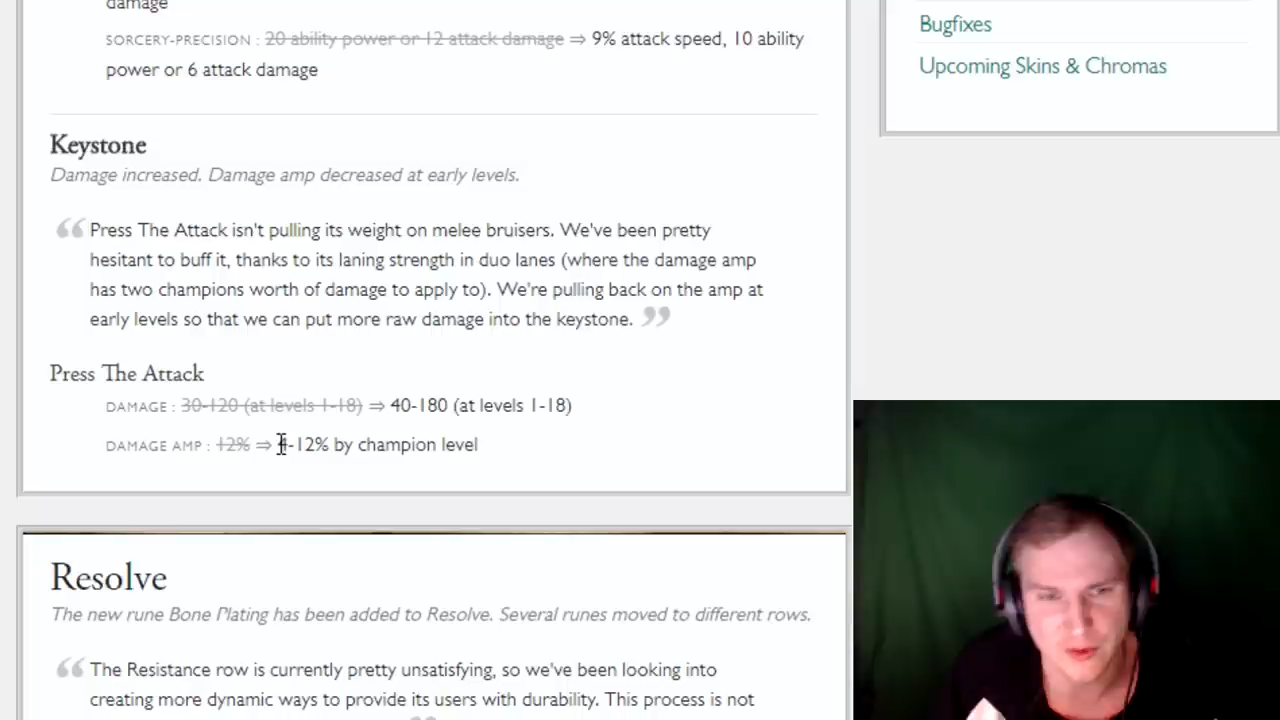 damage
SORCERY-PRECISION : 20 ability power or 12 attack damage ⇒ 9% attack speed, 10 ability
power or 6 attack damage
Keystone
Damage increased. Damage amp decreased at early levels.
“ Press The Attack isn't pulling its weight on melee bruisers. We've been pretty
hesitant to buff it, thanks to its laning strength in duo lanes (where the damage amp
has two champions worth of damage to apply to). We're pulling back on the amp at
early levels so that we can put more raw damage into the keystone. ”
Press The Attack
DAMAGE : 30-120 (at levels 1-18) ⇒ 40-180 (at levels 1-18)
DAMAGE AMP : 12% ⇒ -12% by champion level
Resolve
The new rune Bone Plating has been added to Resolve. Several runes moved to different rows.
“ The Resistance row is currently pretty unsatisfying, so we've been looking into
creating more dynamic ways to provide its users with durability. This process is not
Bugfixes
Upcoming Skins & Chromas